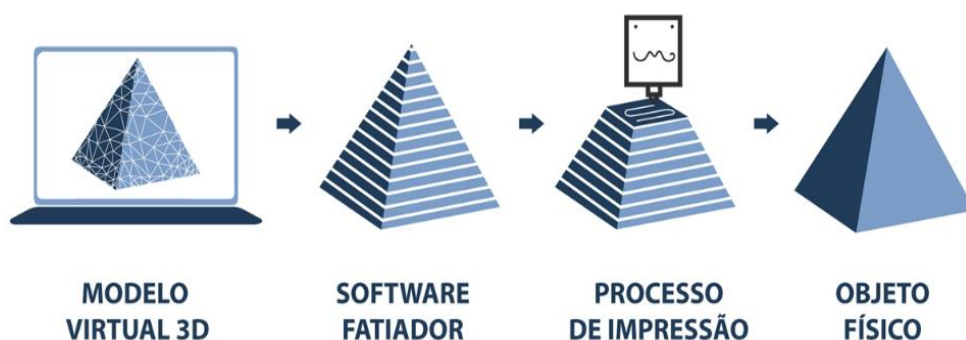 MODELO
VIRTUAL 3D
SOFTWARE
FATIADOR
PROCESSO
DE IMPRESSÃO
OBJETO
FÍSICO